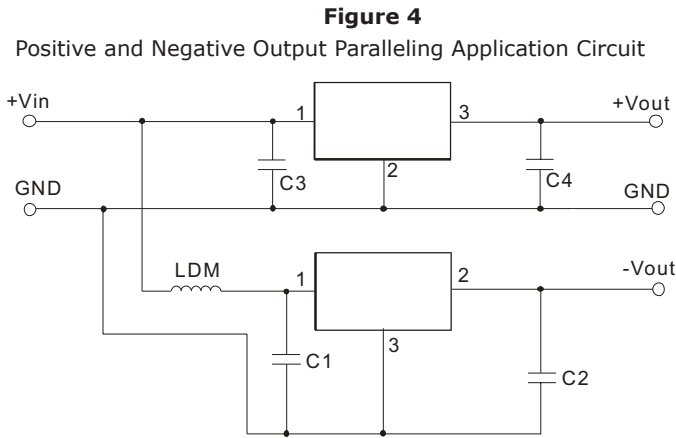 Figure 4
Positive and Negative Output Paralleling Application Circuit
+Vin
1
3
+Vout
C3
2
C4
GND
GND
LDM
1
2
-Vout
3
C1
C2